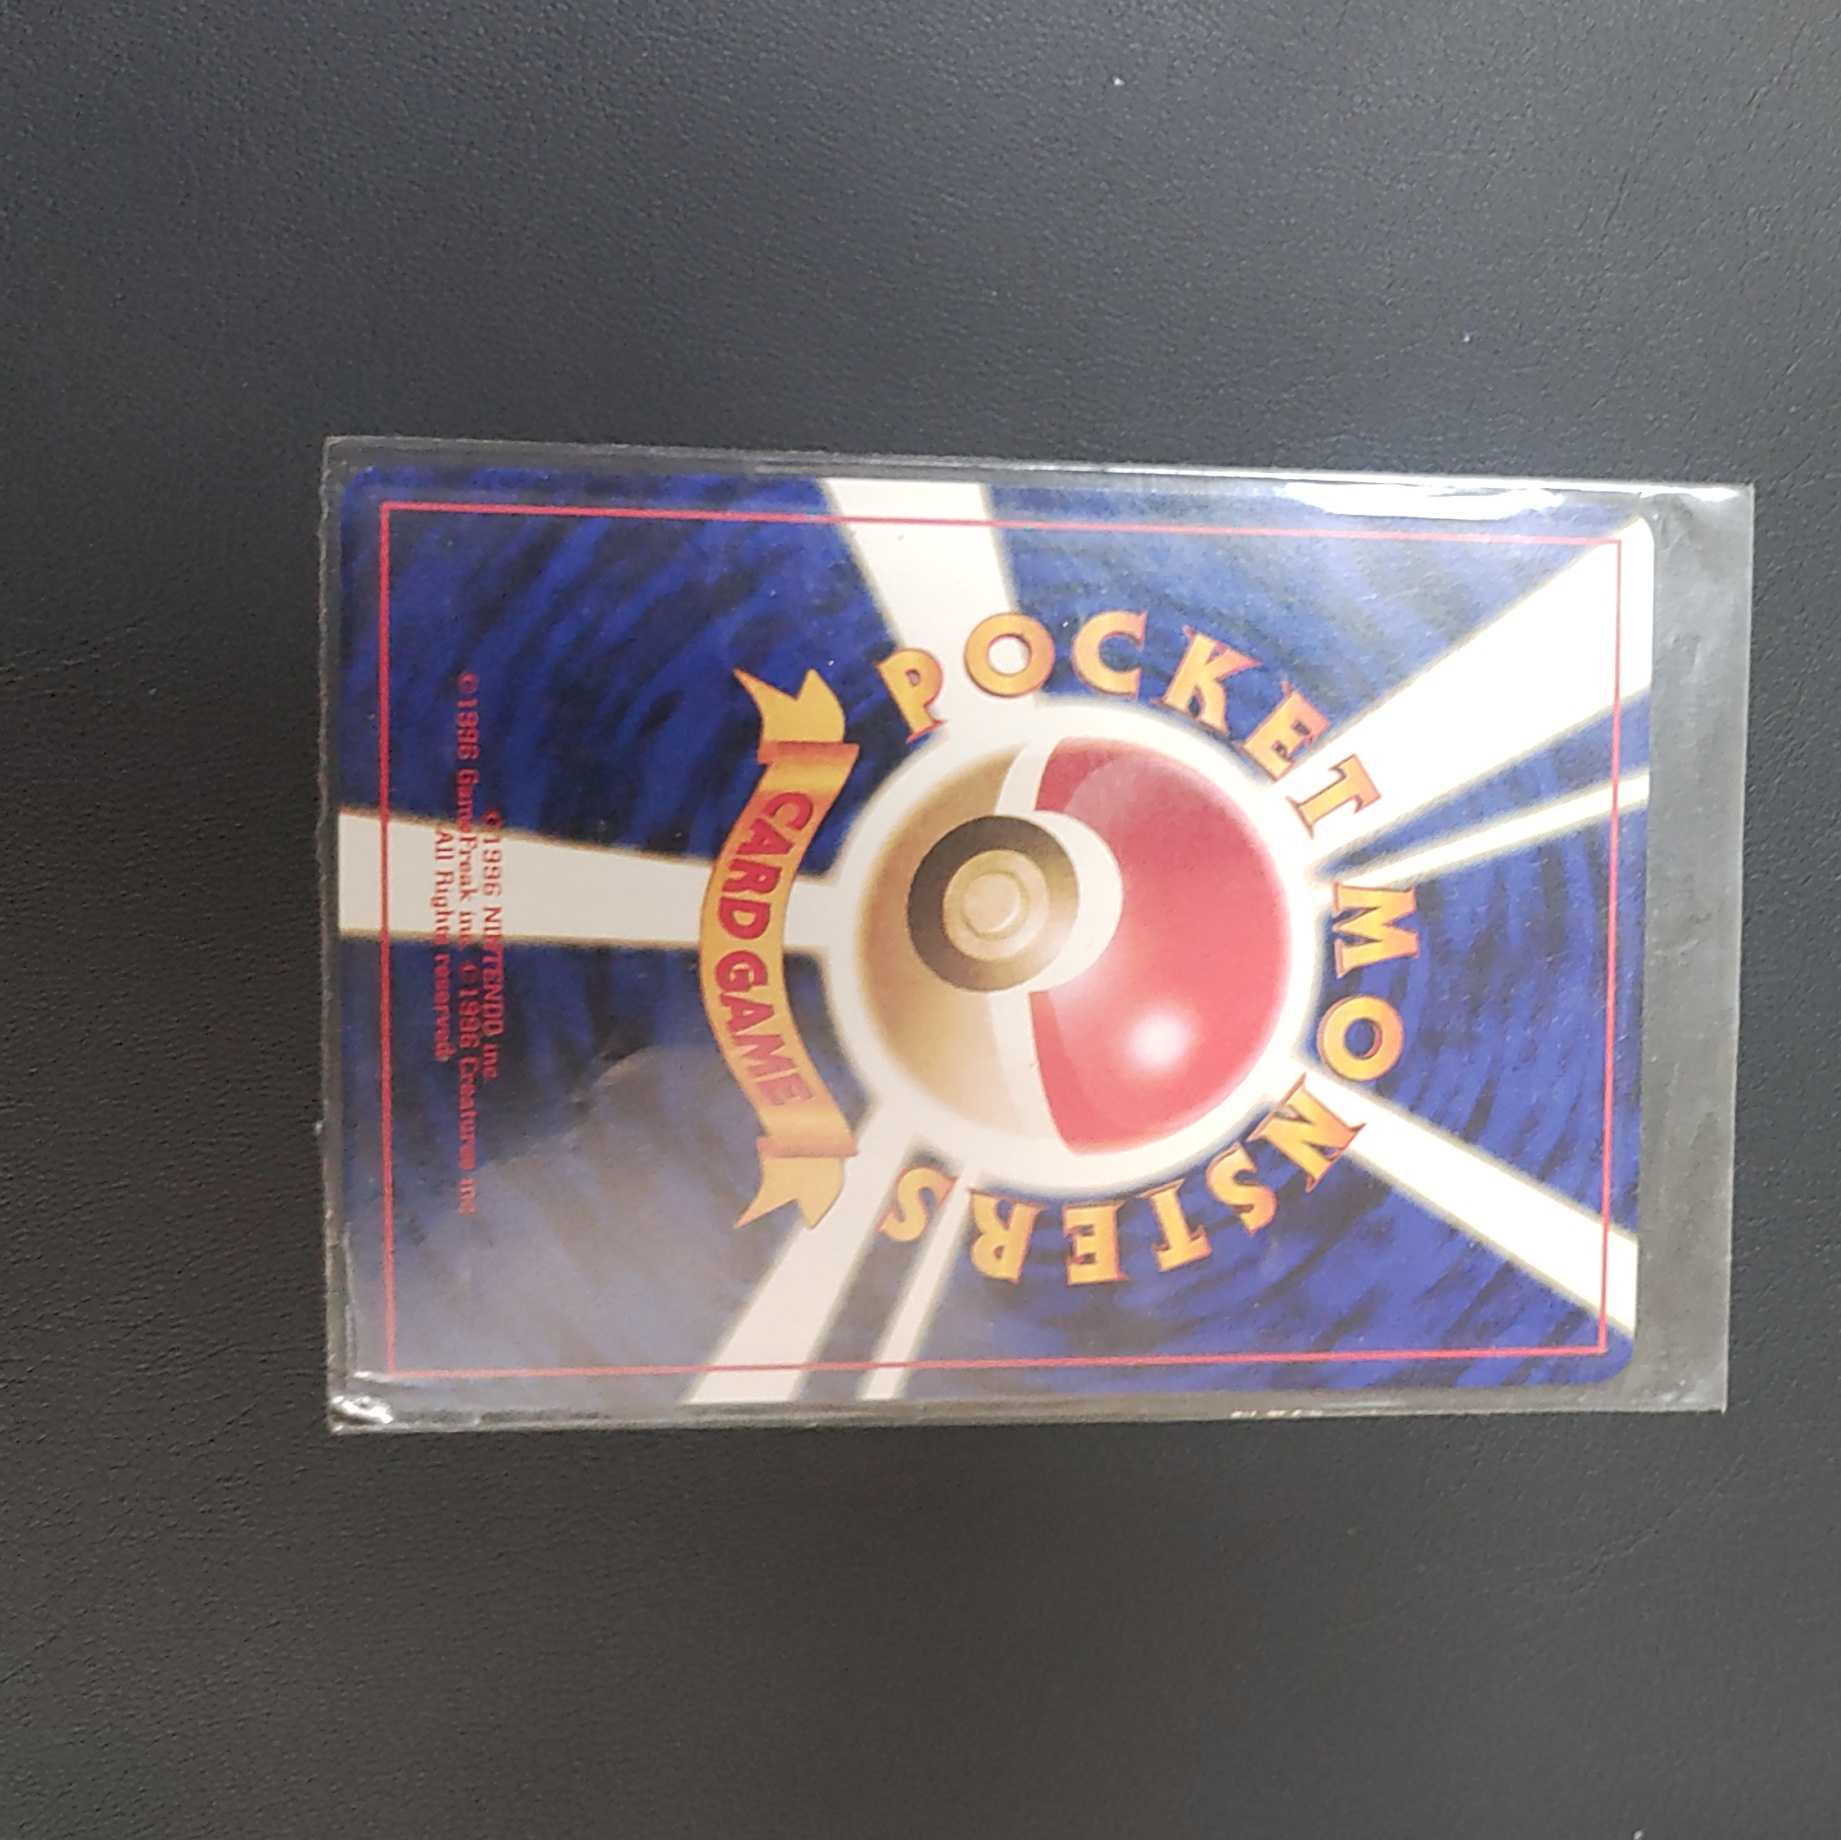 POCKET MONSTERS
CARD GAME
©1996 NINTENDO inc.
©1996 GameFreak inc. ©1996 Creatures inc.
All Rights reserved.